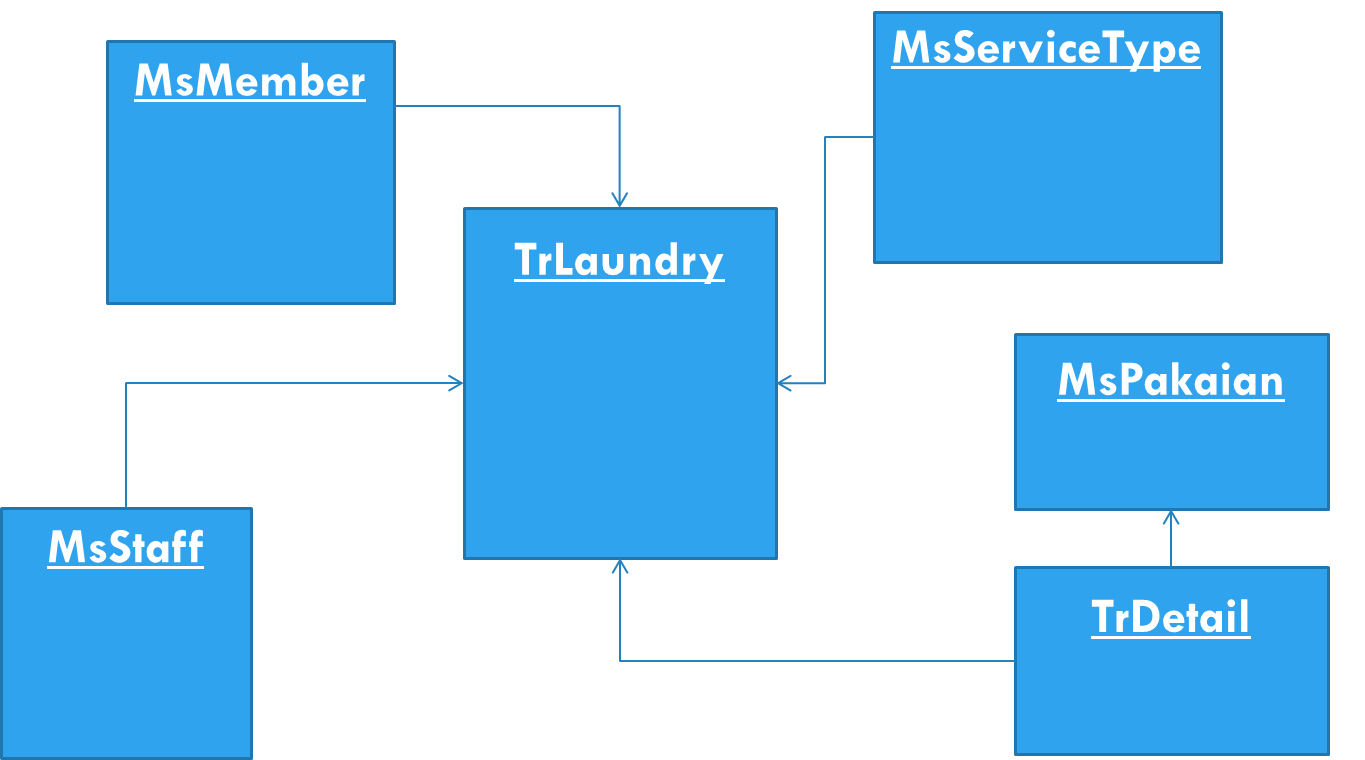 MsServiceType
MsMember
TrLaundry
MsPakaian
MsStaff
TrDetail